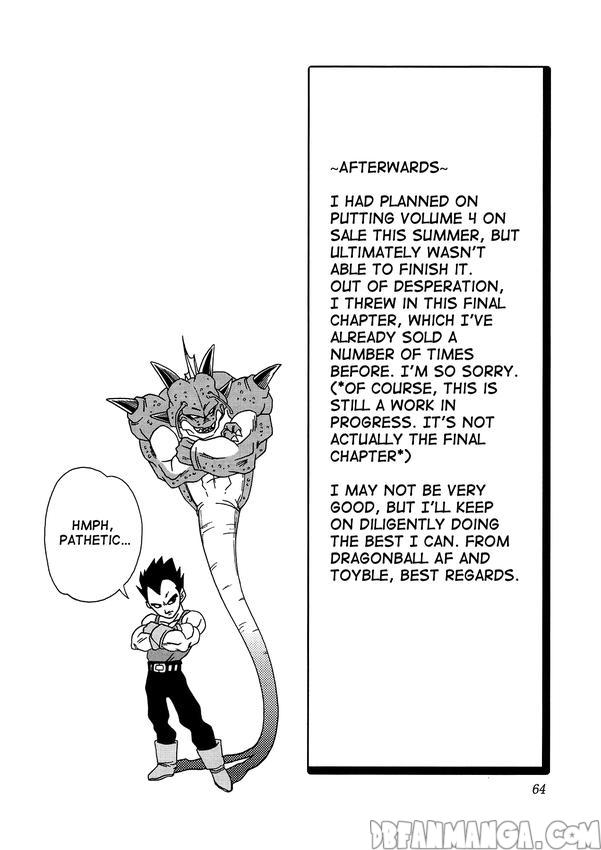 ~AFTERWARDS~
I HAD PLANNED ON
PUTTING VOLUME 4 ON
SALE THIS SUMMER, BUT
ULTIMATELY WASN'T
ABLE TO FINISH IT.
OUT OF DESPERATION,
I THREW IN THIS FINAL
CHAPTER, WHICH I'VE
ALREADY SOLD A
NUMBER OF TIMES
BEFORE. I'M SO SORRY.
(*OF COURSE, THIS IS
STILL A WORK IN
PROGRESS. IT'S NOT
ACTUALLY THE FINAL
CHAPTER*)
I MAY NOT BE VERY
GOOD, BUT I'LL KEEP
ON DILIGENTLY DOING
THE BEST I CAN. FROM
DRAGONBALL AF AND
TOYBLE, BEST REGARDS.
HMPH,
PATHETIC...
64
DBFANMANGA.COM